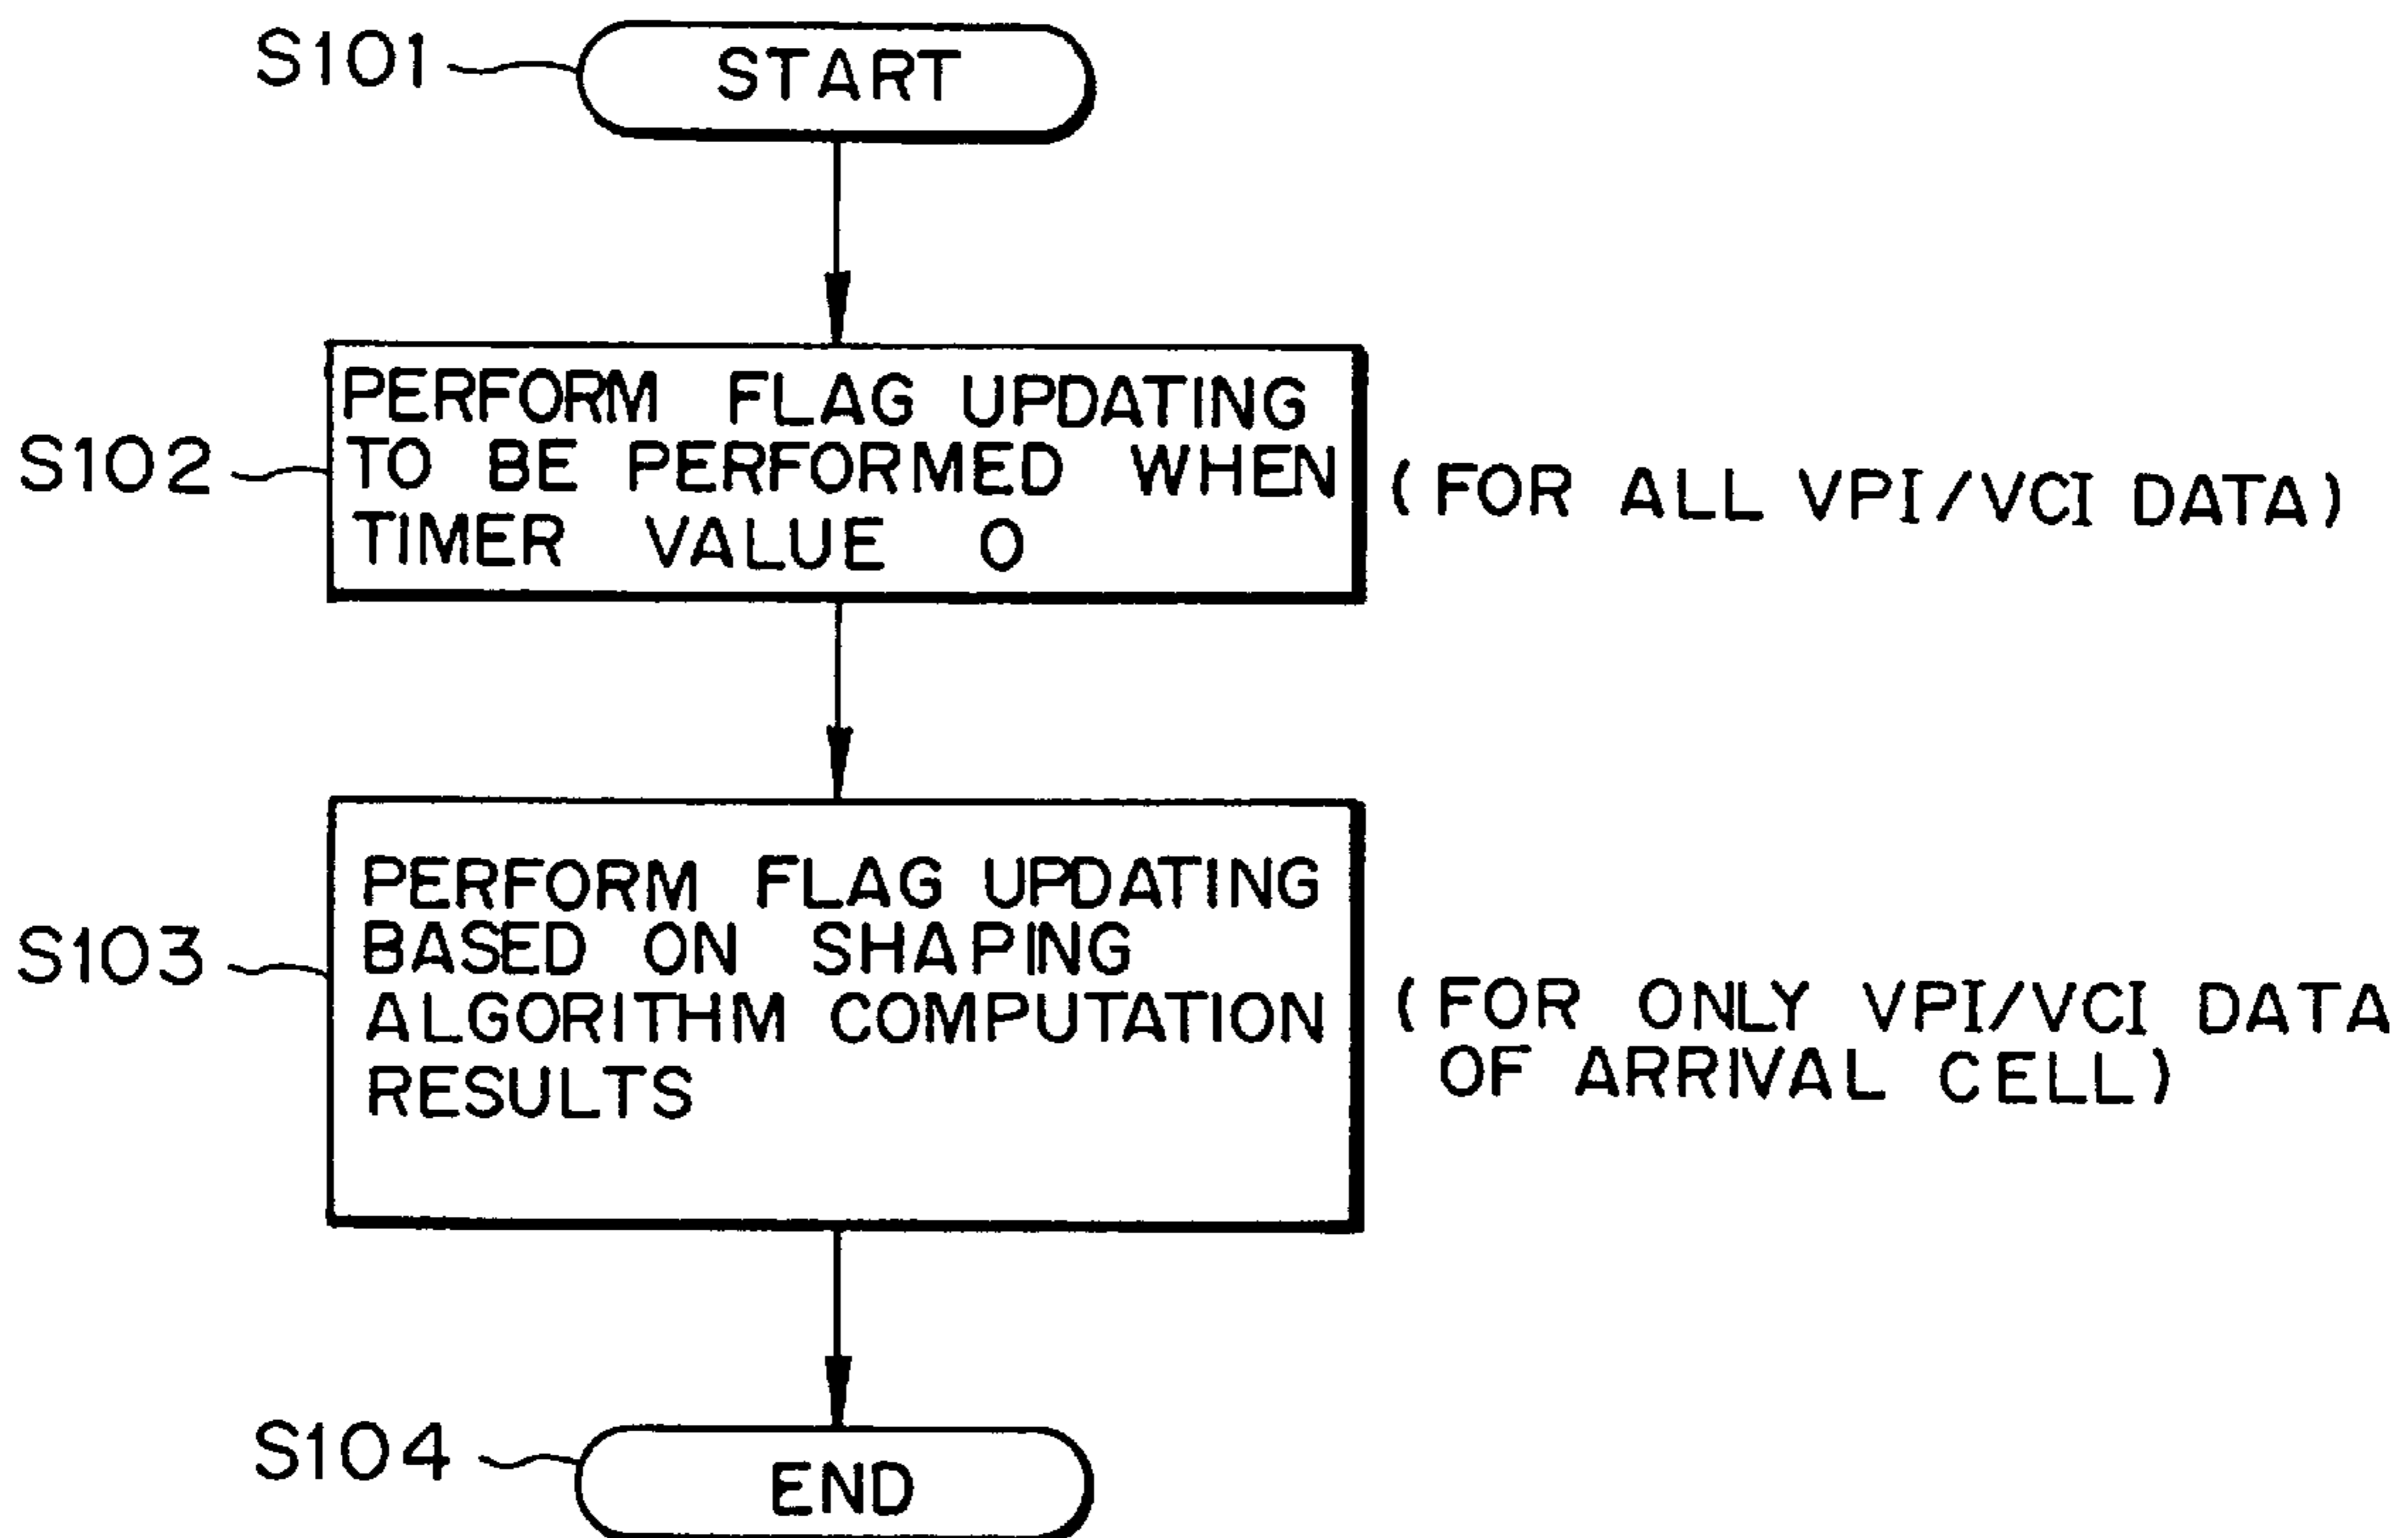 S101
START
S102
PERFORM FLAG UPDATING
TO BE PERFORMED WHEN
TIMER VALUE 0
(FOR ALL VPI/VCI DATA)
S103
PERFORM FLAG UPDATING
BASED ON SHAPING
ALGORITHM COMPUTATION
RESULTS
(FOR ONLY VPI/VCI DATA
OF ARRIVAL CELL)
S104
END